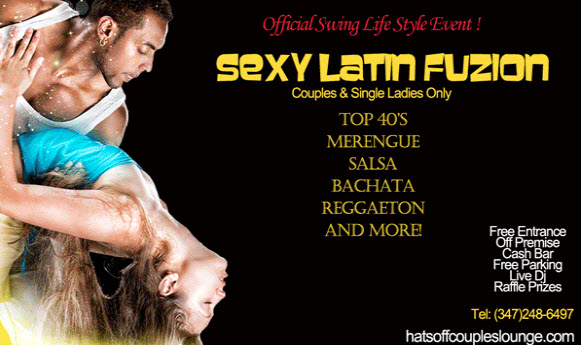 Official Swing Life Style Event !
SEXY LATIN FUZION
Couples & Single Ladies Only
TOP 40'S
MERENGUE
SALSA
BACHATA
REGGAETON
AND MORE!
Free Entrance
Off Premise
Cash Bar
Free Parking
Live Dj
Raffle Prizes
Tel: (347)248-6497
hatsoffcoupleslounge.com